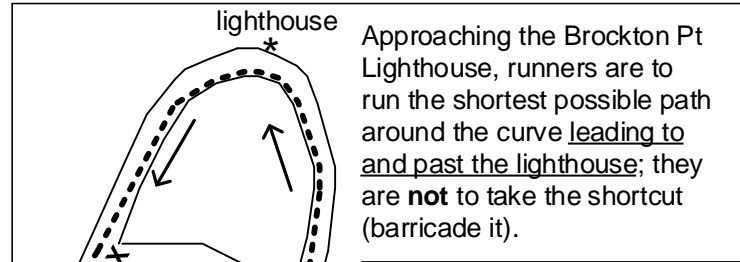 lighthouse
*
Approaching the Brockton Pt
Lighthouse, runners are to
run the shortest possible path
around the curve leading to
and past the lighthouse; they
are not to take the shortcut
(barricade it).
X